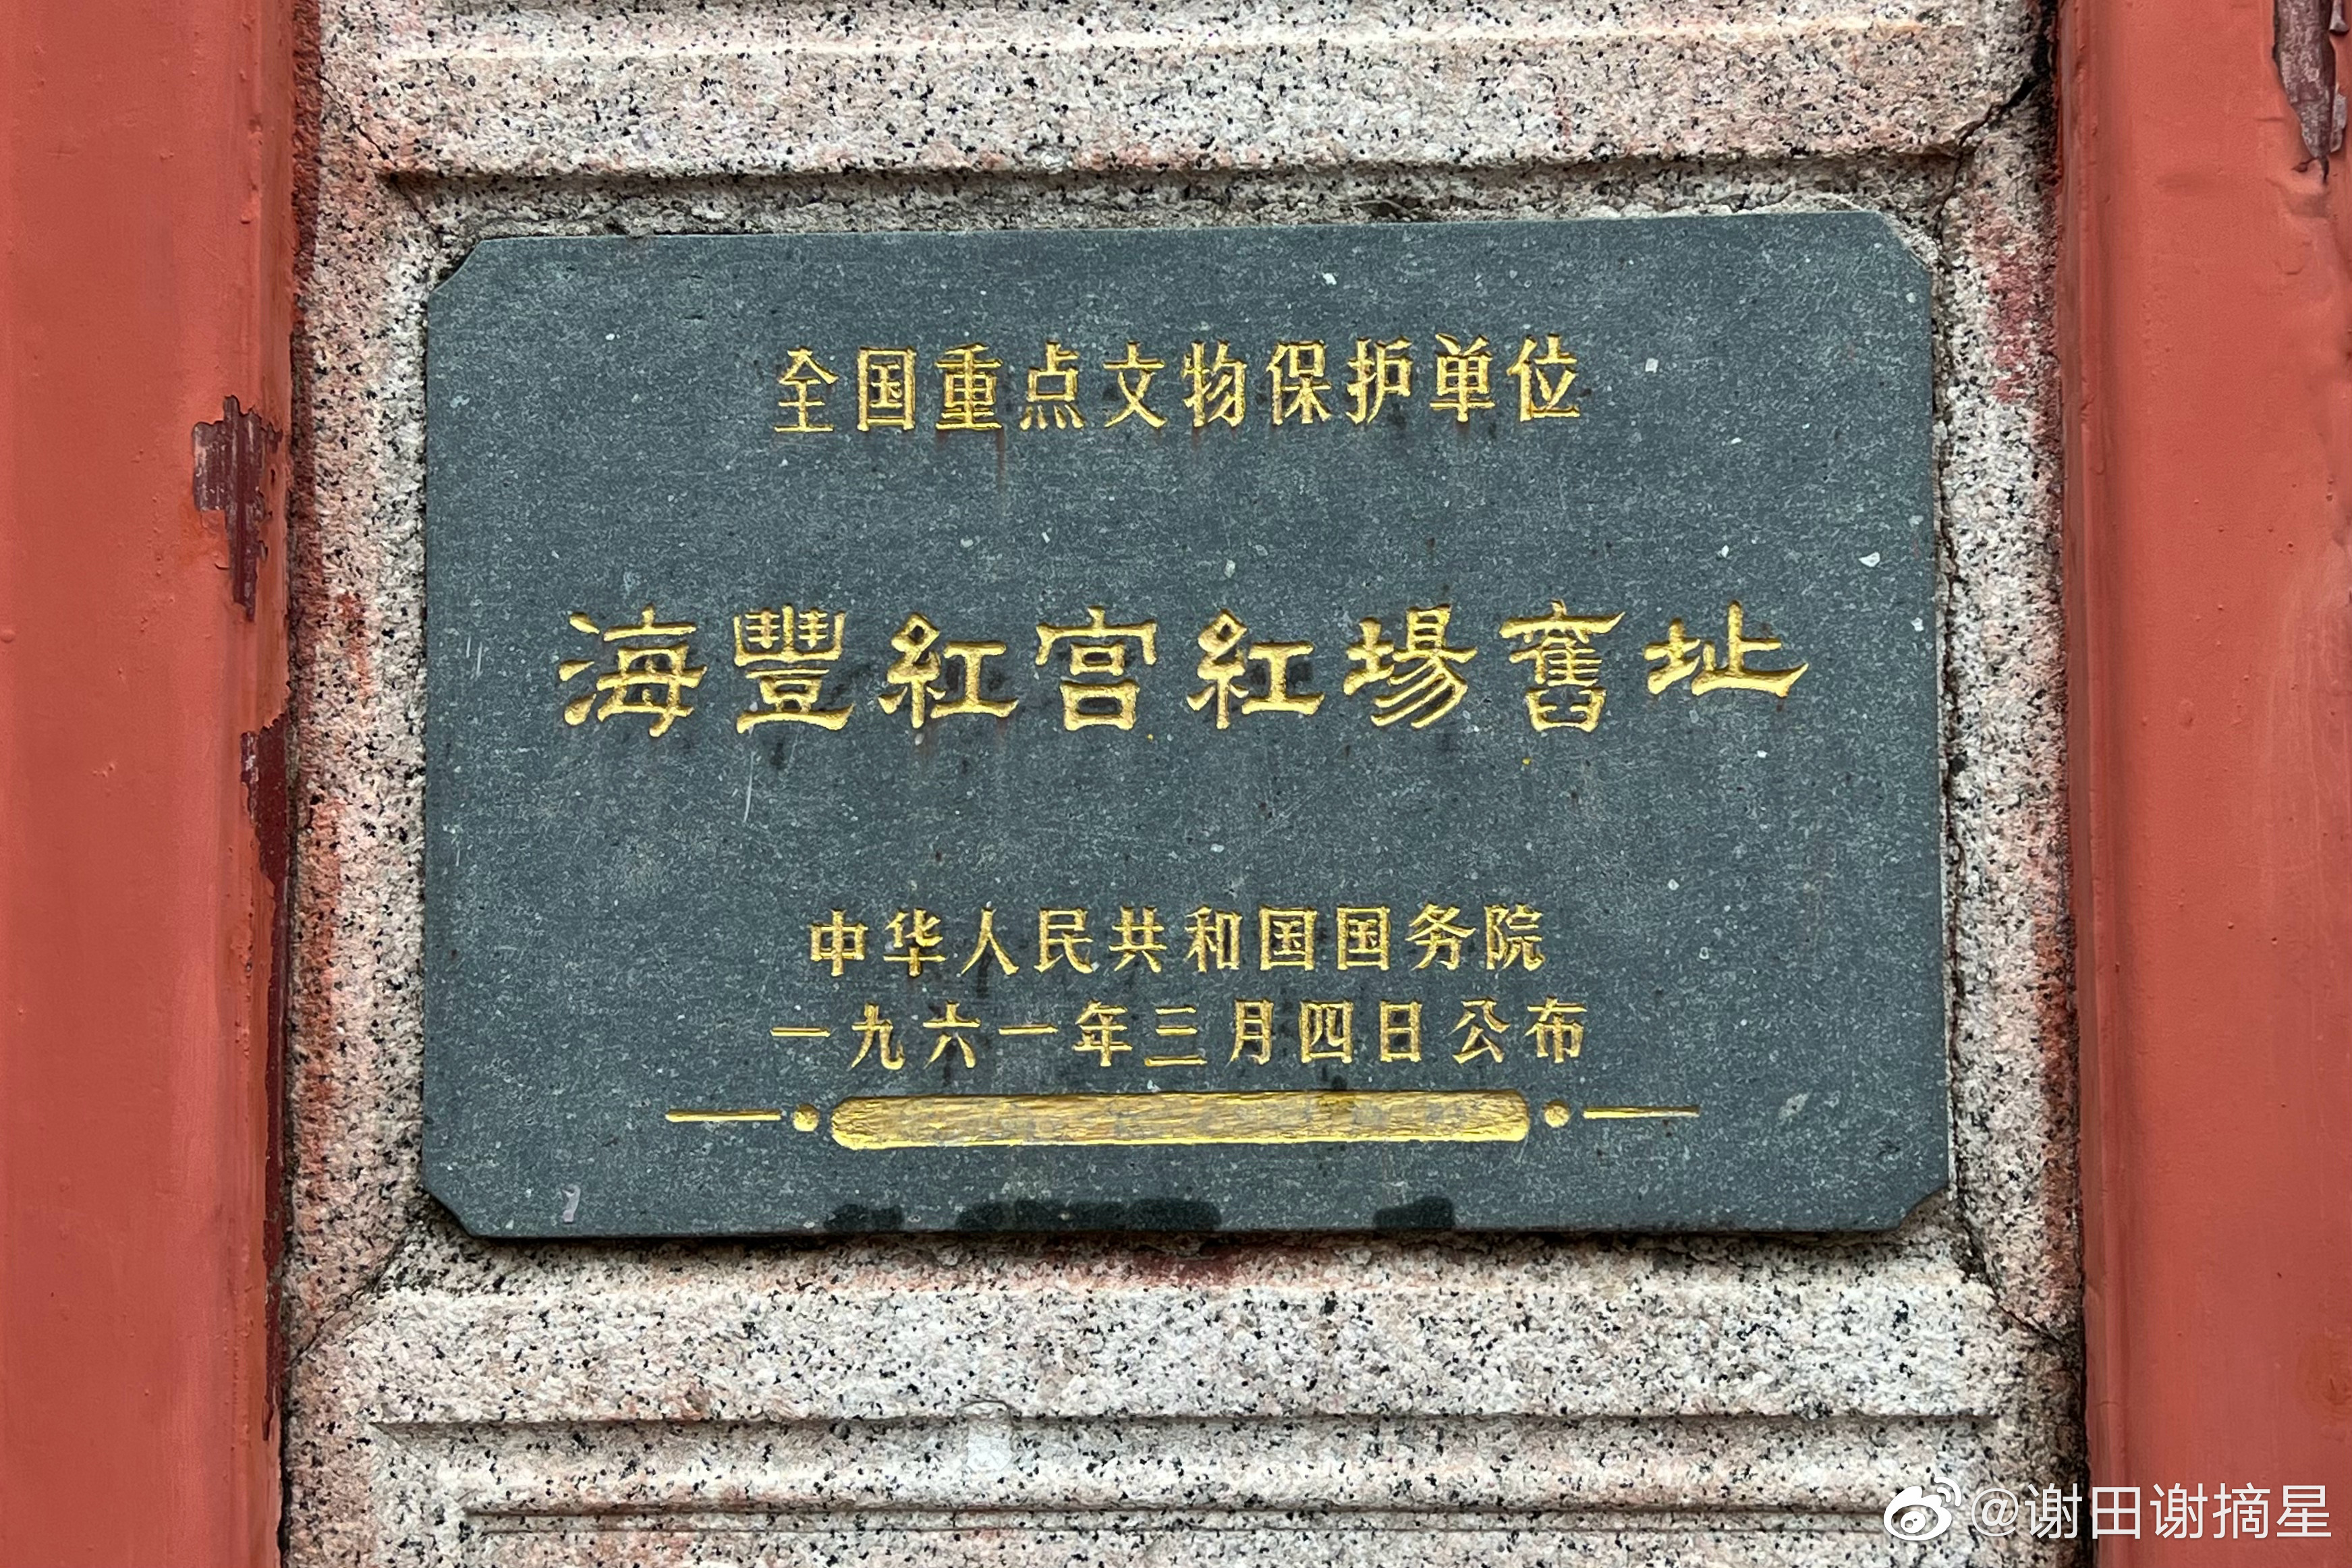 全国重点文物保护单位
海豐紅宫紅場舊址
中华人民共和国国务院
一九六一年三月四日公布
@谢田谢摘星